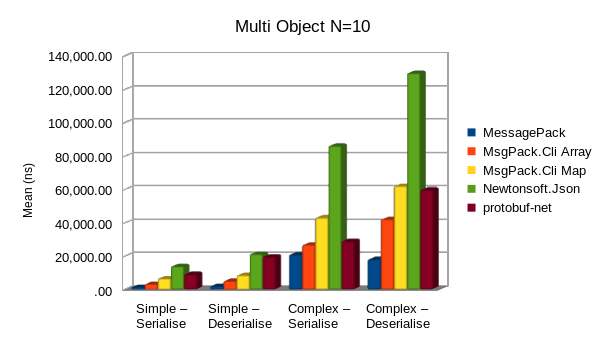 Multi Object N=10
140,000.00
120,000.00
100,000.00
80,000.00
60,000.00
40,000.00
20,000.00
.00
Mean (ns)
Simple –
Serialise
Simple –
Deserialise
Complex –
Serialise
Complex –
Deserialise
MessagePack
MsgPack.Cli Array
MsgPack.Cli Map
Newtonsoft.Json
protobuf-net